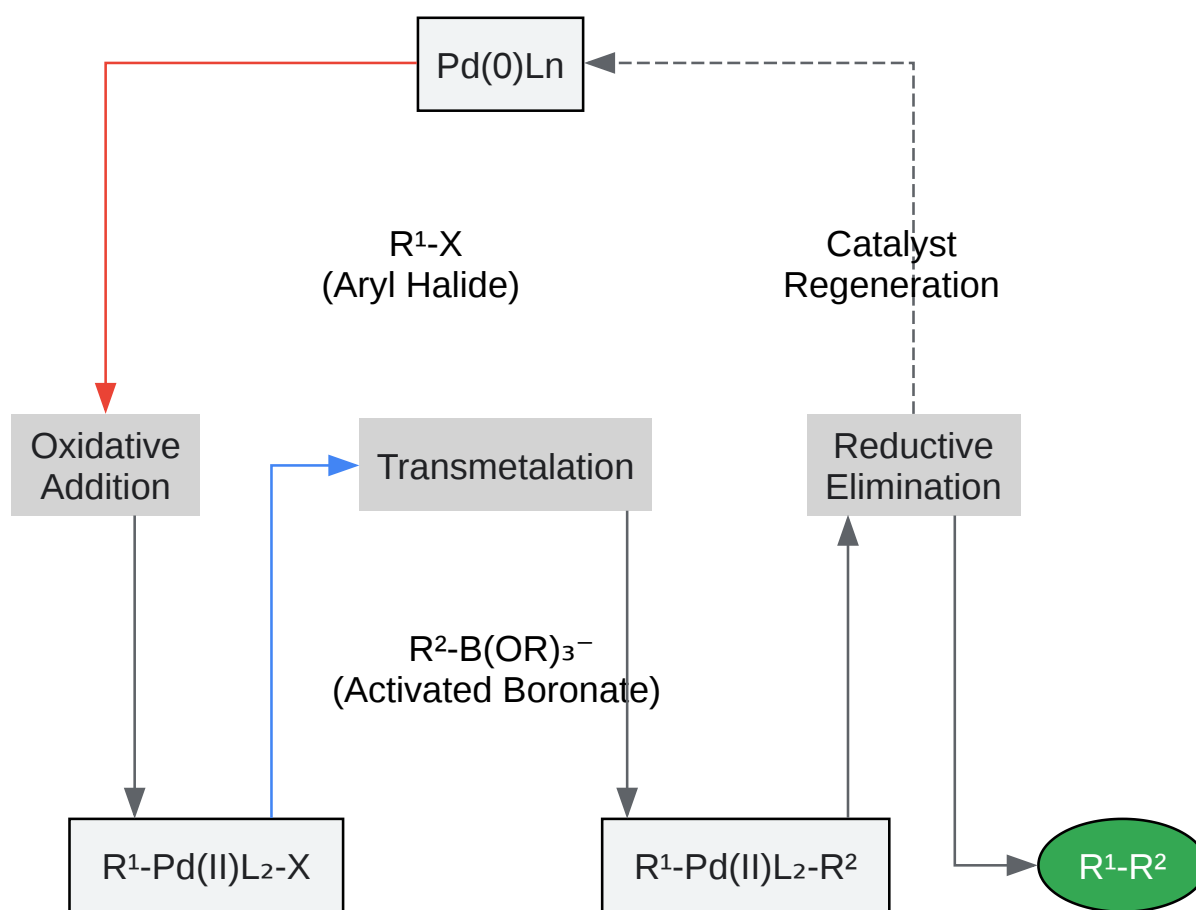 Pd(0)Ln
R¹-X
(Aryl Halide)
Catalyst
Regeneration
Oxidative
Addition
Transmetalation
Reductive
Elimination
R²-B(OR)₃⁻
(Activated Boronate)
R¹-Pd(II)L₂-X
R¹-Pd(II)L₂-R²
R¹-R²